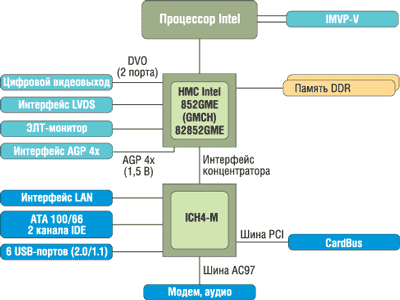 Процессор Intel
IMVP-V
DVO
(2 порта)
Цифровой видеовыход
Интерфейс LVDS
ЭЛТ-монитор
Интерфейс AGP 4x
HMC Intel
852GME
(GMCH)
82852GME
Память DDR
AGP 4x
(1,5 В)
Интерфейс
концентратора
Интерфейс LAN
ATA 100/66
2 канала IDE
6 USB-портов (2.0/1.1)
ICH4-M
Шина PCI
CardBus
Шина AC97
Модем, аудио